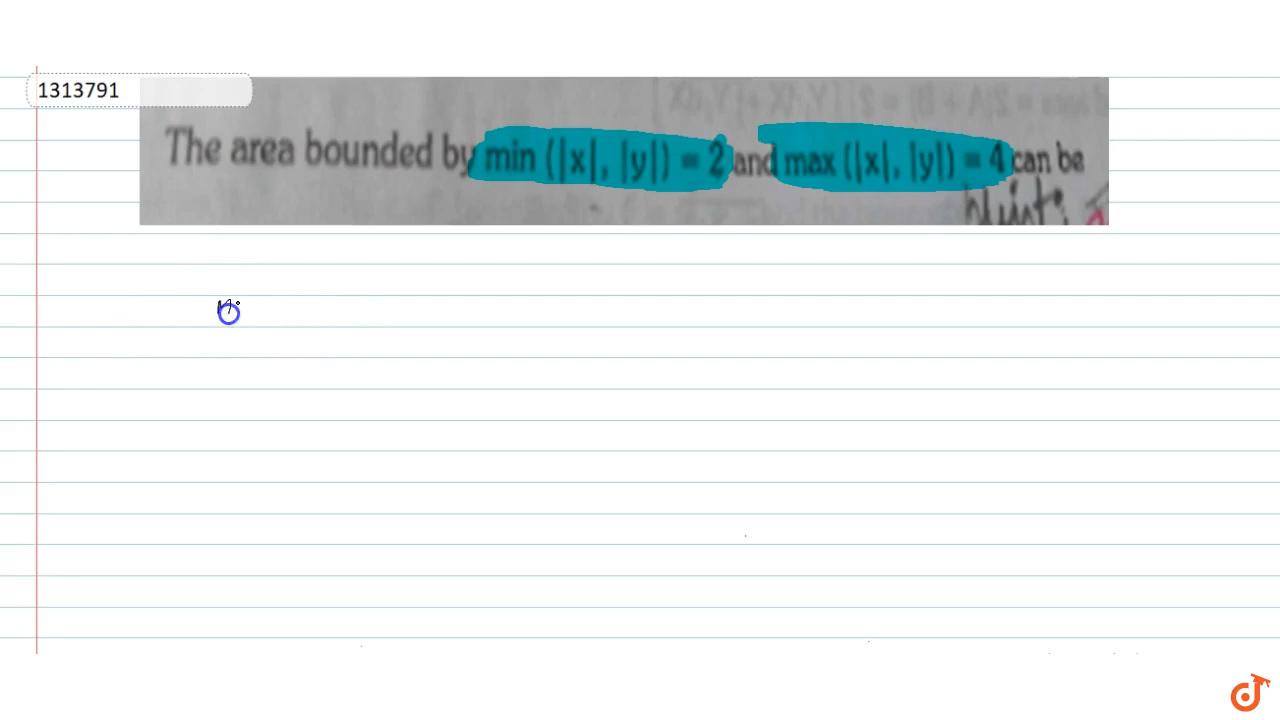 1313791
The area bounded by min (|x|, |y|) = 2 and max (|x|, |y|) = 4 can be